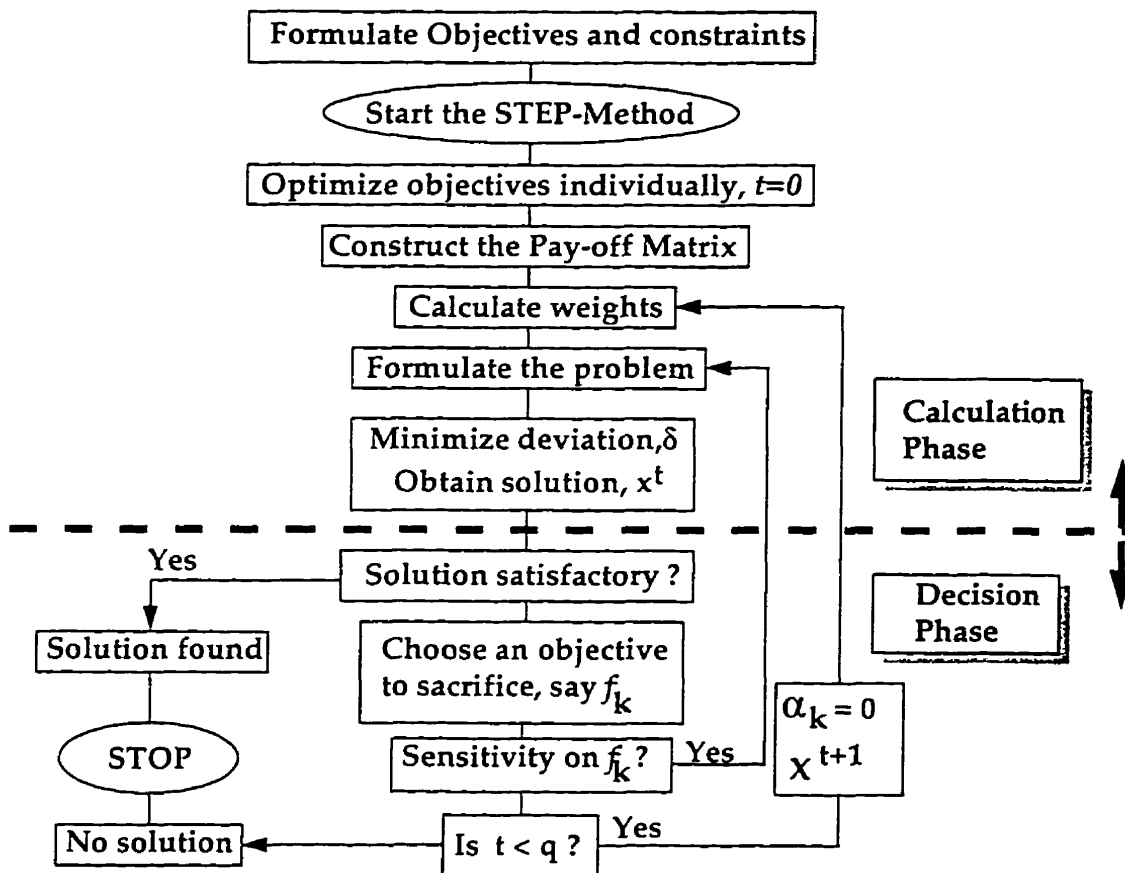 Formulate Objectives and constraints
Start the STEP-Method
Optimize objectives individually, t=0
Construct the Pay-off Matrix
Calculate weights
Formulate the problem
Minimize deviation,δ
Obtain solution, x^t
Calculation
Phase
Yes
Solution satisfactory ?
Decision
Phase
Solution found
Choose an objective
to sacrifice, say f_k
α_k = 0
X^t+1
STOP
Sensitivity on f_k ?
Yes
No solution
Is t < q ?
Yes